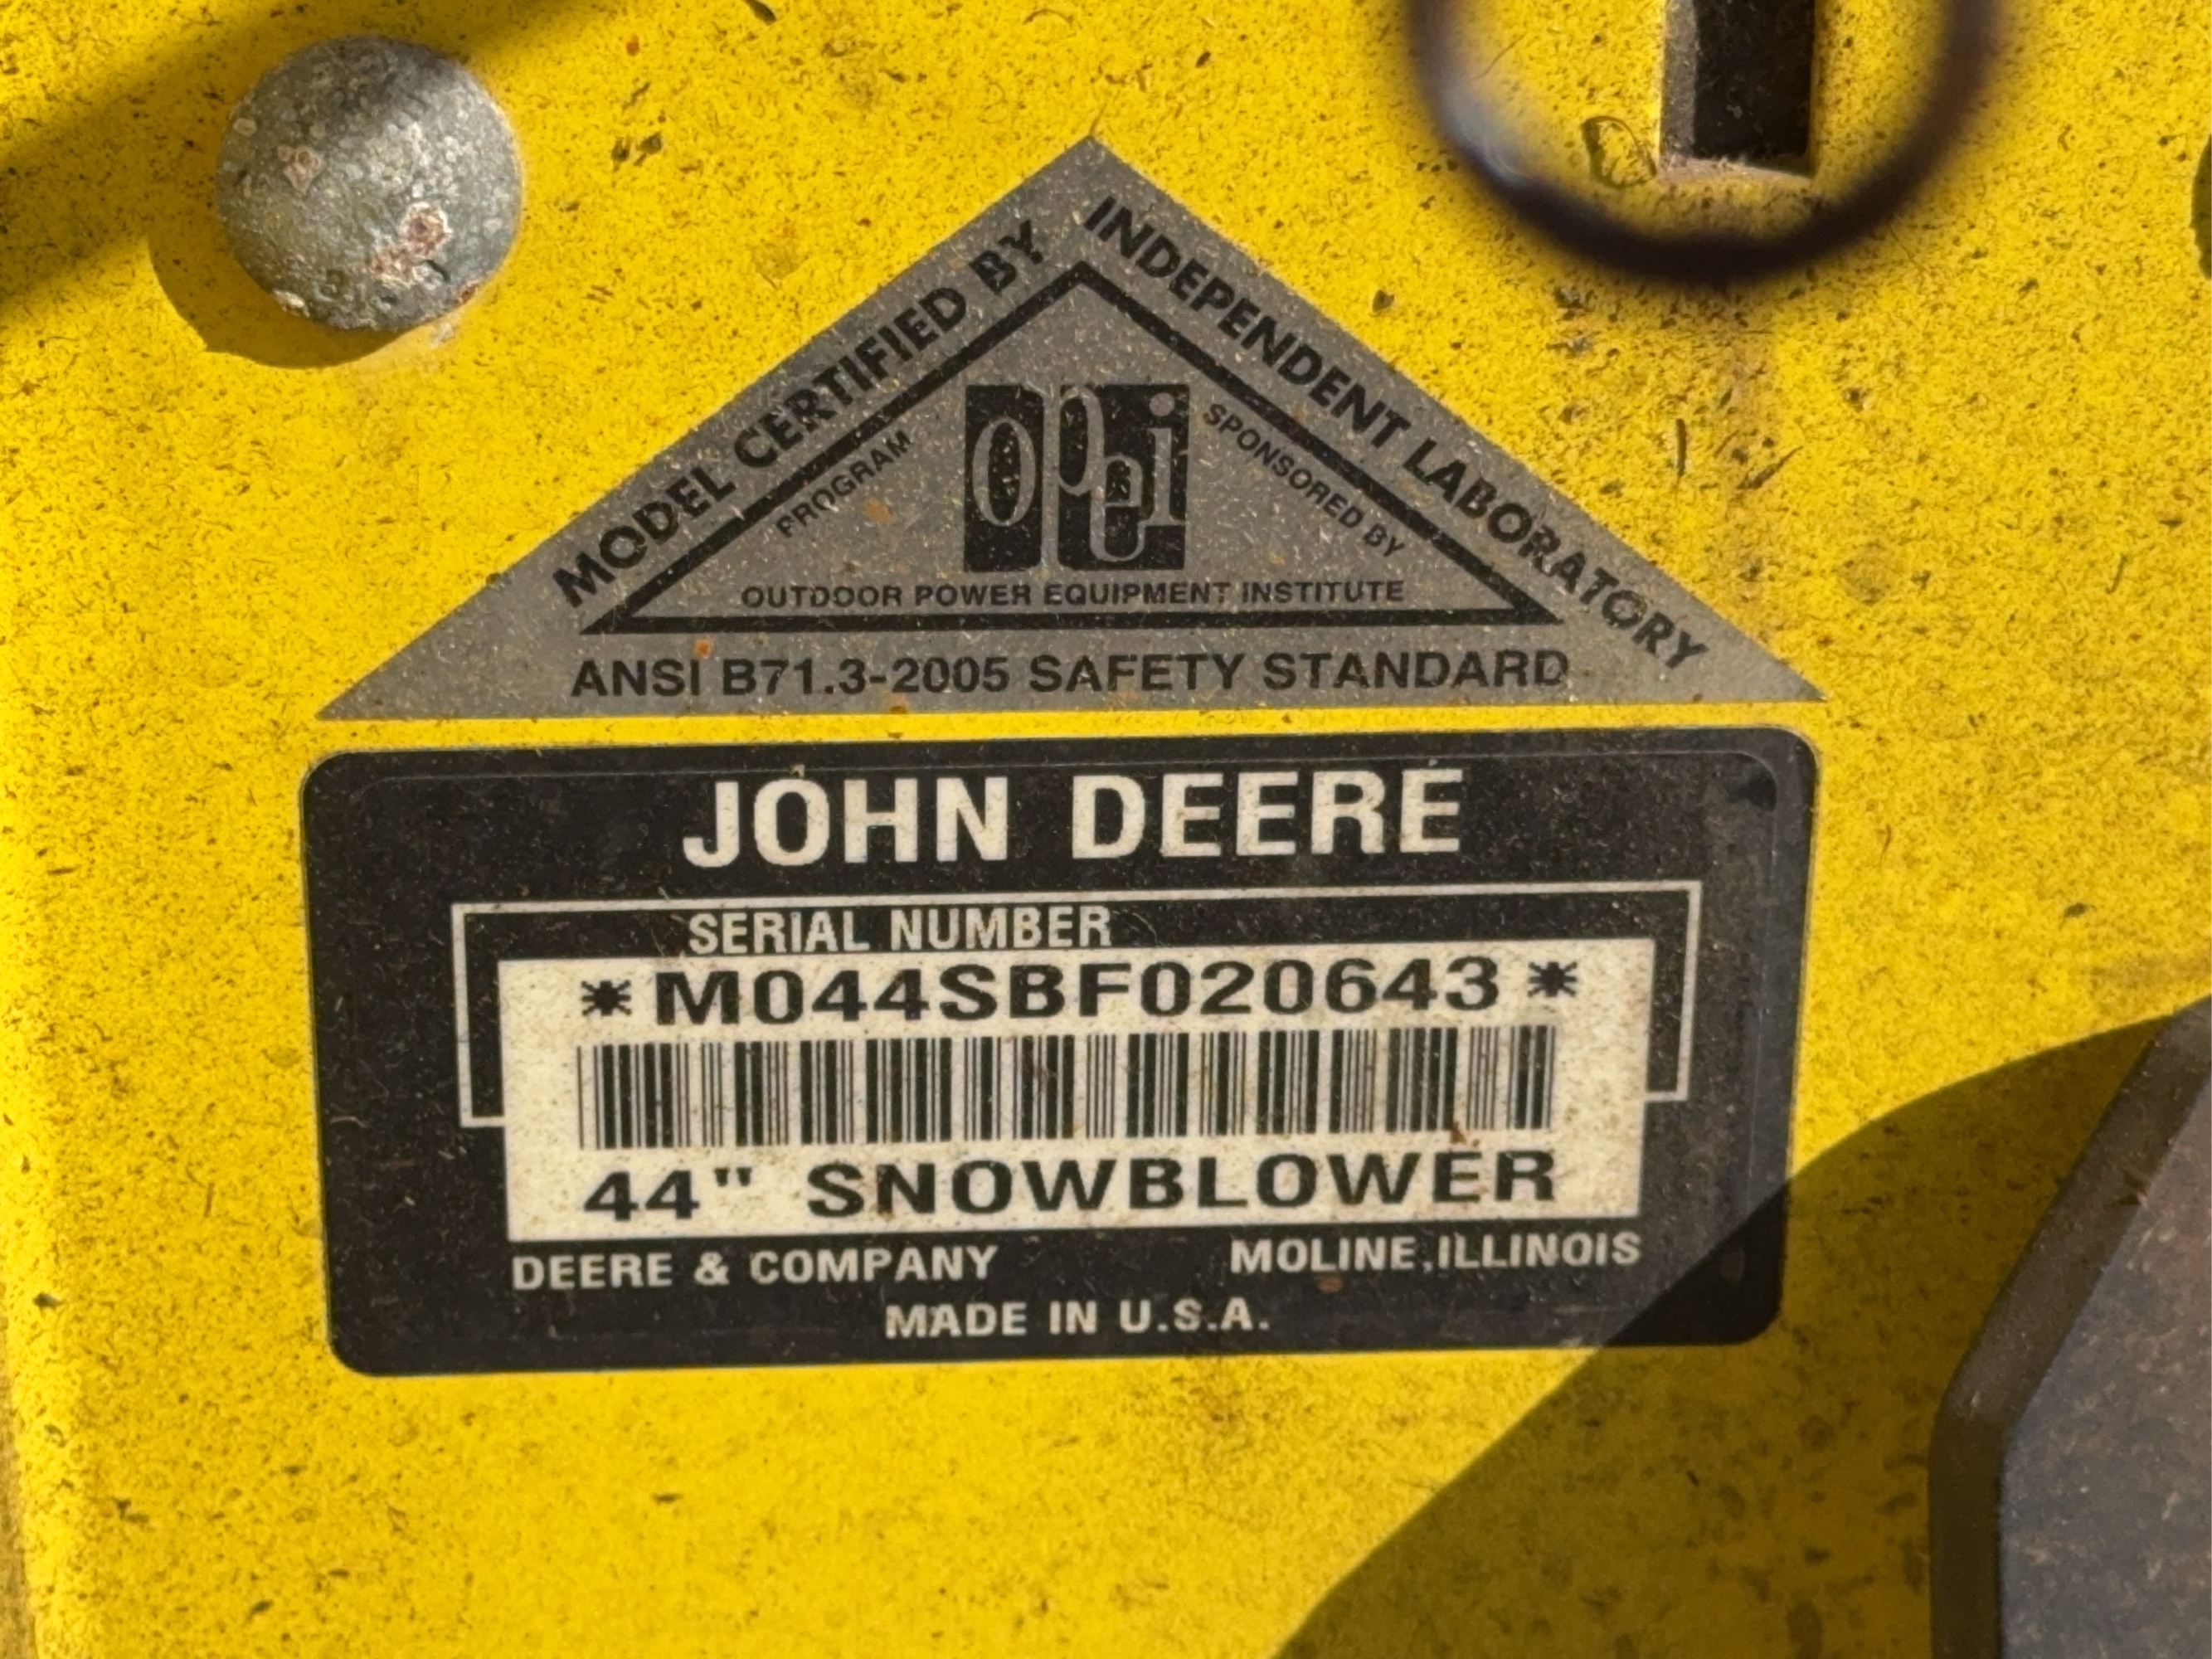 MODEL CERTIFIED BY
INDEPENDENT LABORATORY
PROGRAM
opei
SPONSORED BY
OUTDOOR POWER EQUIPMENT INSTITUTE
ANSI B71.3-2005 SAFETY STANDARD
JOHN DEERE
SERIAL NUMBER
*M044SBF020643*
44" SNOWBLOWER
DEERE & COMPANY MOLINE,ILLINOIS
MADE IN U.S.A.